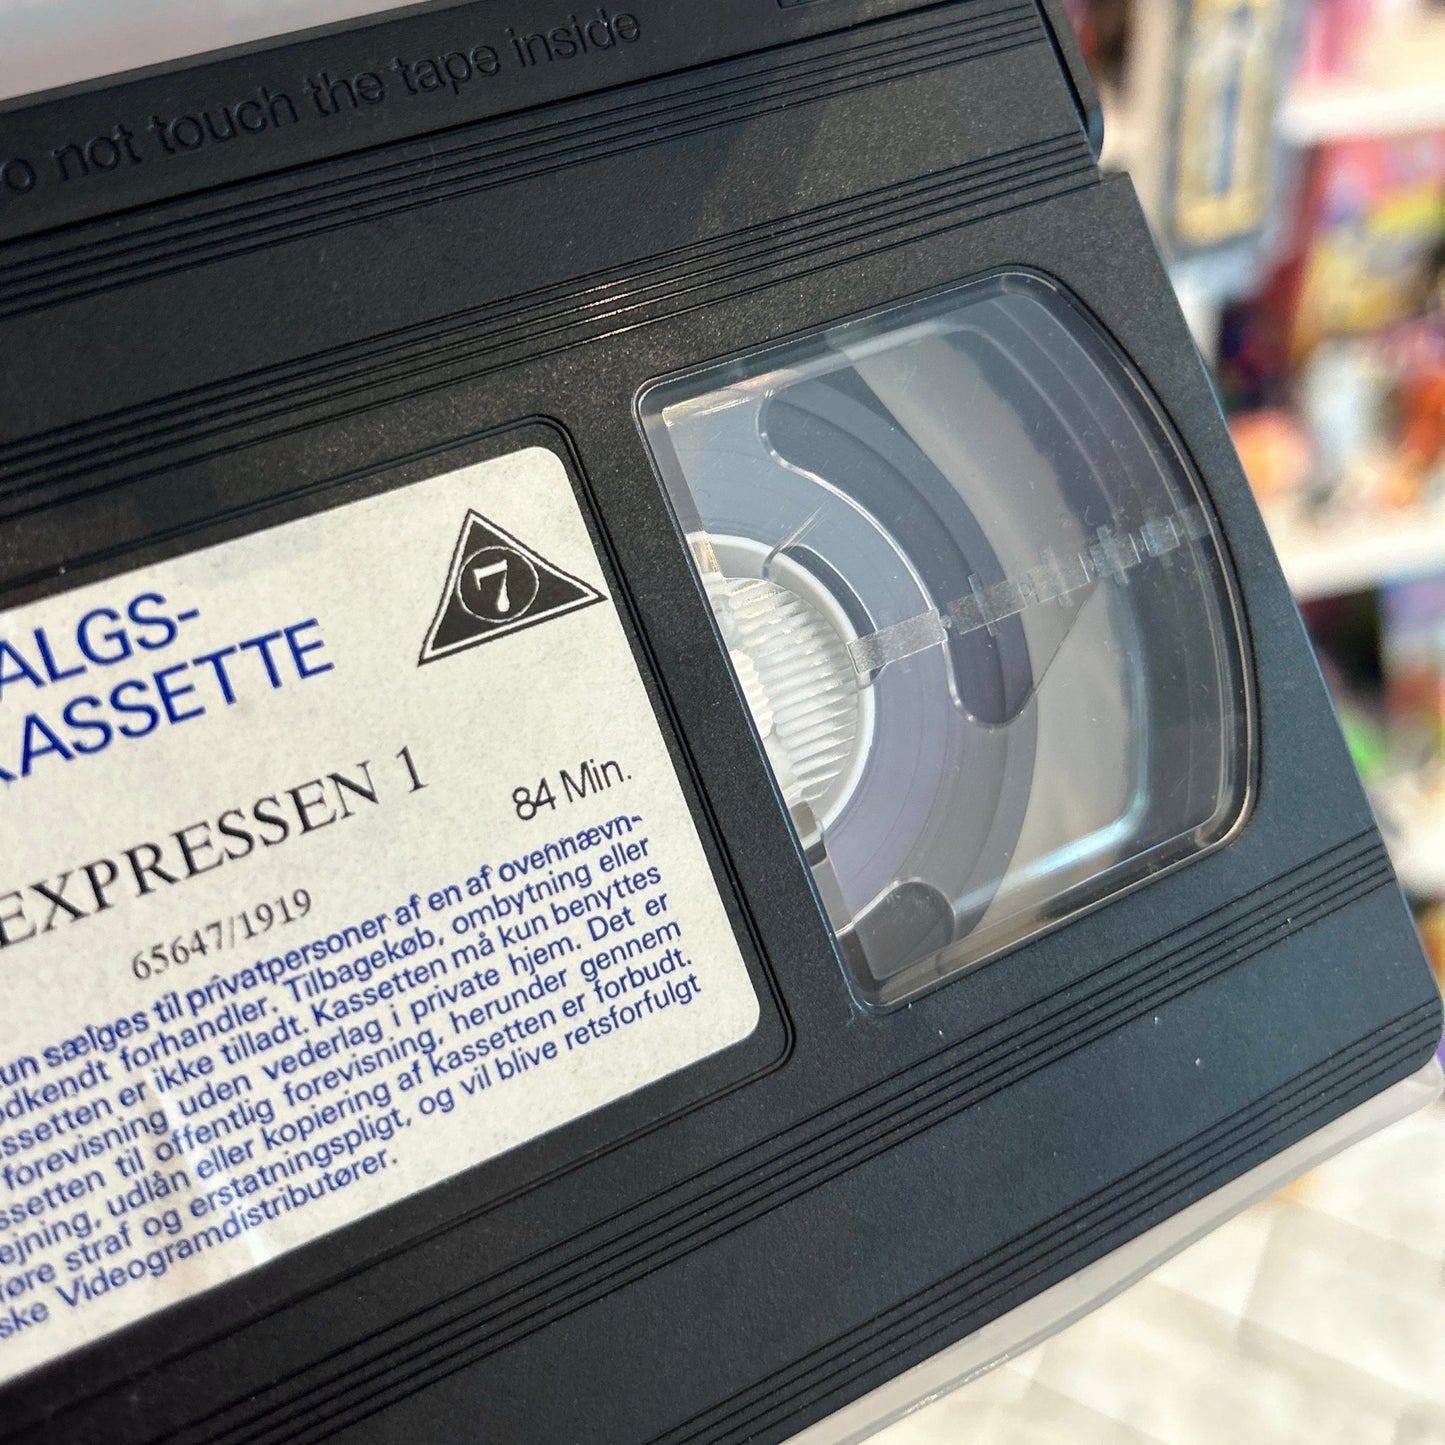 o not touch the tape inside
7
ALGS-
KASSETTE
EXPRESSEN 1
84 Min.
65647/1919
un sælges til privatpersoner af en af ovennævn-
odkendt forhandler. Tilbagekøb, ombytning eller
ssetten er ikke tilladt. Kassetten må kun benyttes
forevisning uden vederlag i private hjem. Det er
ssetten til offentlig forevisning, herunder gennem
ejning, udlån eller kopiering af kassetten er forbudt.
føre straf og erstatningspligt, og vil blive retsforfulgt
ske Videogramdistributører.